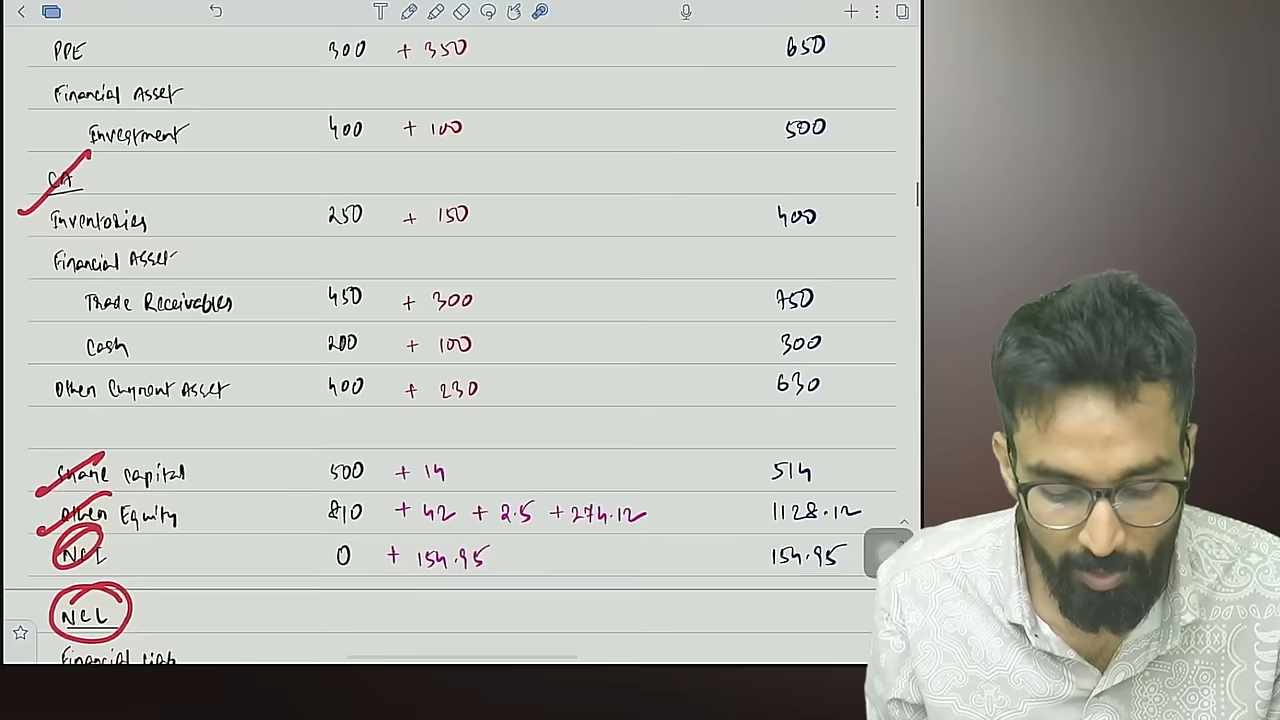 PPE 300 + 350 650
Financial Asset
Investment 400 + 100 500
CA
Inventories 250 + 150 400
Financial Asset
Trade Receivables 450 + 300 750
Cash 200 + 100 300
Other Current Asset 400 + 230 630
Share Capital 500 + 14 514
Other Equity 810 + 42 + 2.5 + 274.12 1128.12
NCI 0 + 154.95 154.95
NCL
Financial Liab